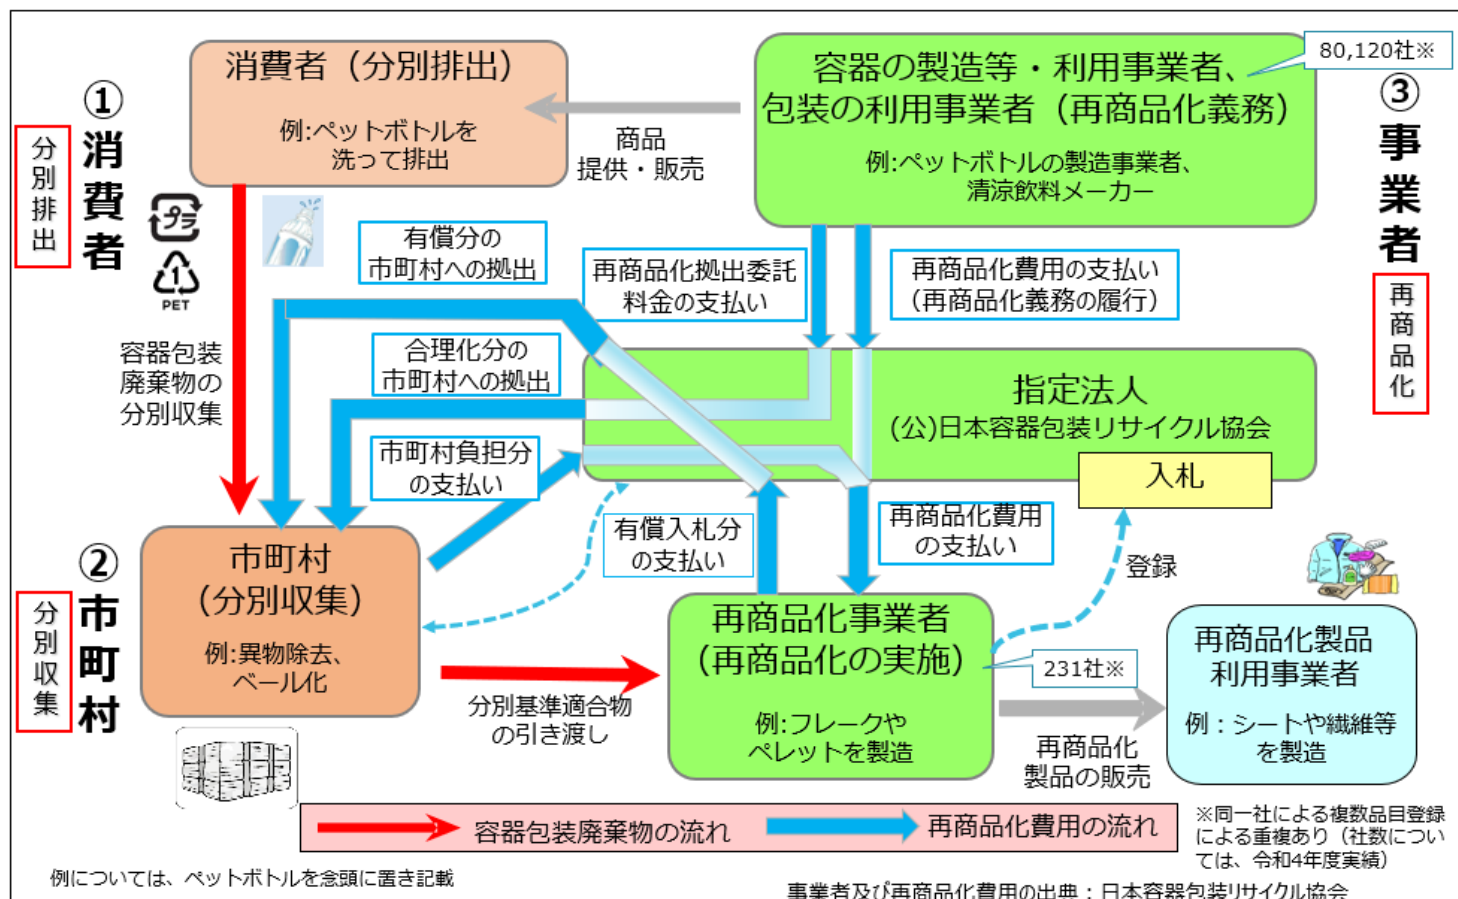 ①消費者
分別排出
消費者（分別排出）
例:ペットボトルを
洗って排出
商品
提供・販売
容器の製造等・利用事業者、
包装の利用事業者（再商品化義務）
例:ペットボトルの製造事業者、
清涼飲料メーカー
80,120社※
③事業者
再商品化
プラ
1
PET
容器包装
廃棄物の
分別収集
有償分の
市町村への拠出
再商品化拠出委託
料金の支払い
再商品化費用の支払い
（再商品化義務の履行）
合理化分の
市町村への拠出
市町村負担分
の支払い
指定法人
(公)日本容器包装リサイクル協会
入札
有償入札分
の支払い
再商品化費用
の支払い
登録
②市町村
分別収集
市町村
（分別収集）
例:異物除去、
ベール化
分別基準適合物
の引き渡し
再商品化事業者
（再商品化の実施）
例:フレークや
ペレットを製造
231社※
再商品化
製品の販売
再商品化製品
利用事業者
例：シートや繊維等
を製造
容器包装廃棄物の流れ
再商品化費用の流れ
※同一社による複数品目登録
による重複あり（社数につい
ては、令和4年度実績）
例については、ペットボトルを念頭に置き記載
事業者及び再商品化費用の出典：日本容器包装リサイクル協会